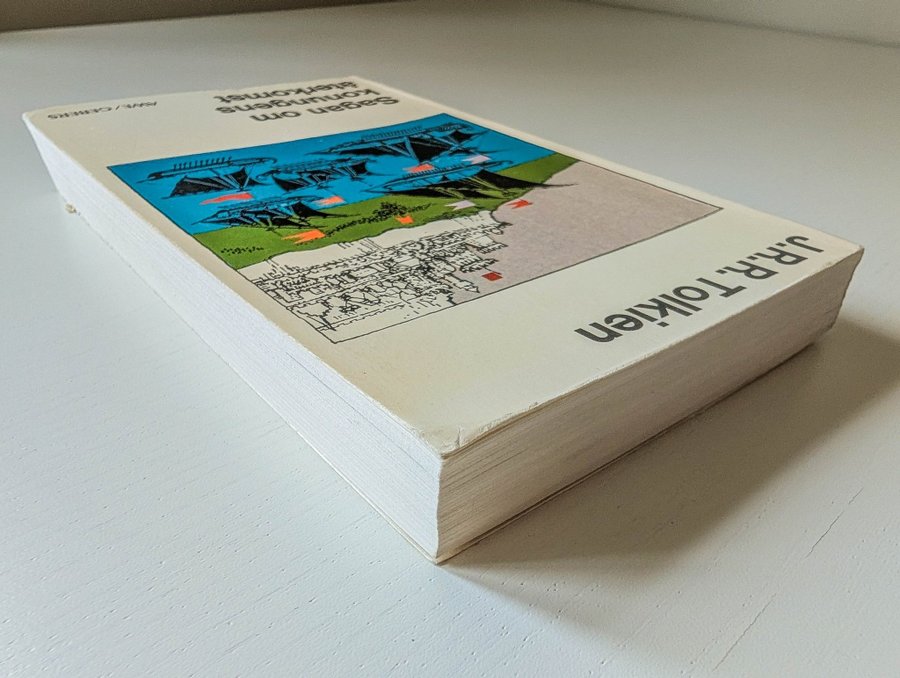 J.R.R. Tolkien
Sagan om
konungens
återkomst
AWE/GEBERS